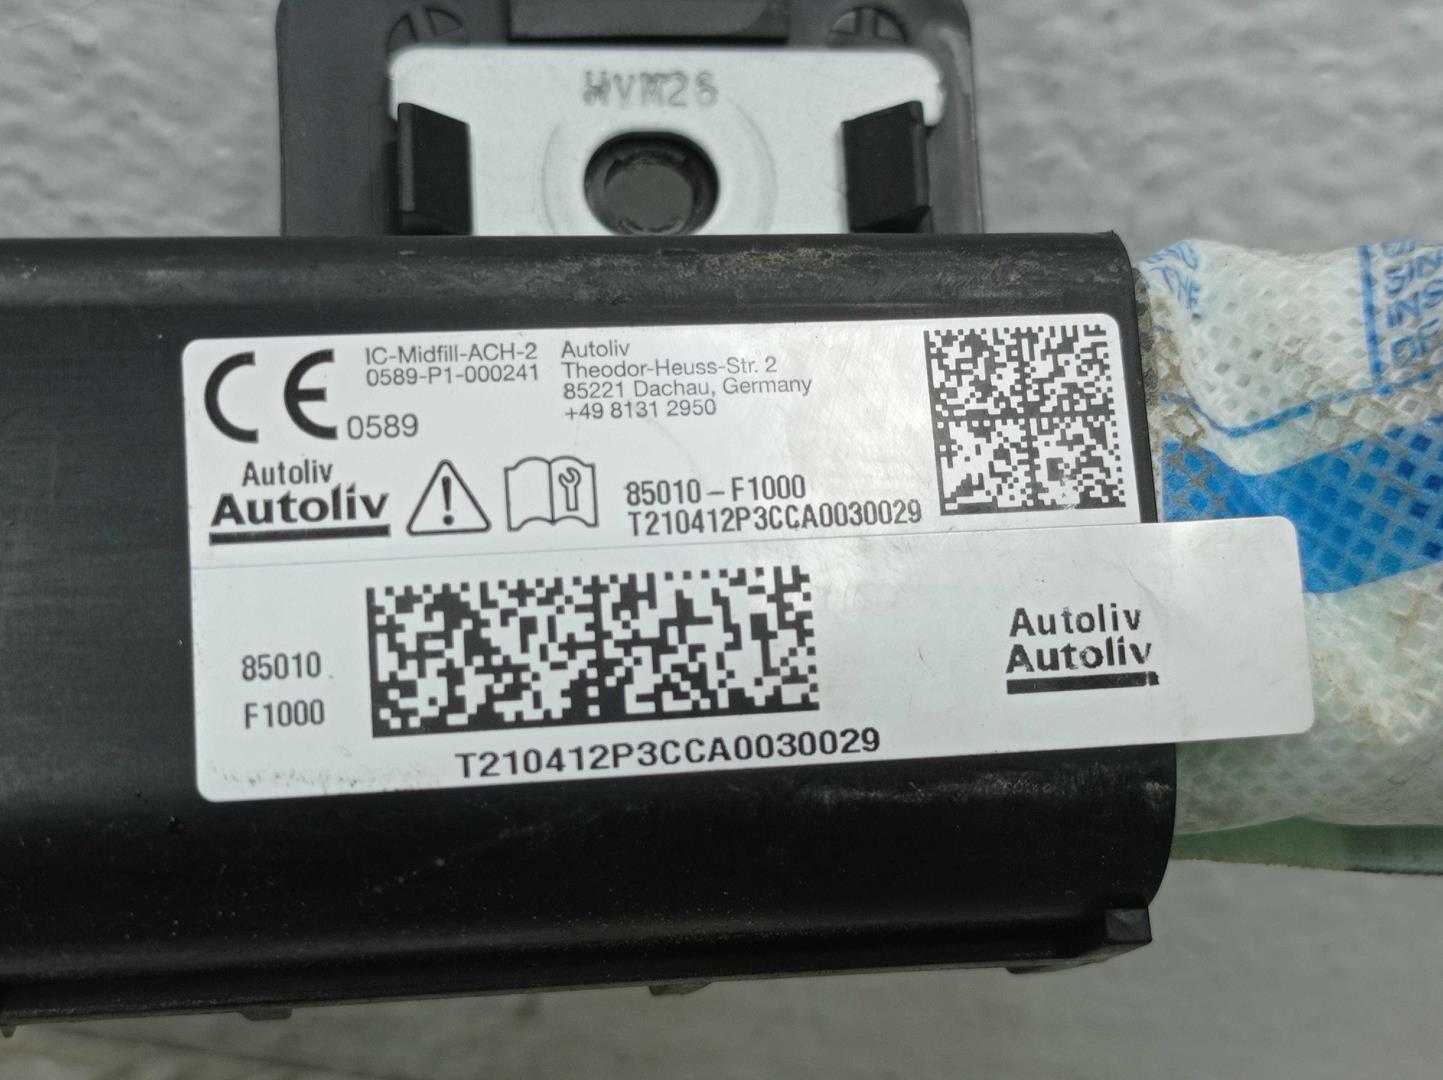 HVM26
IC-Midfill-ACH-2
0589-P1-000241
Autoliv
Theodor-Heuss-Str. 2
85221 Dachau, Germany
+49 8131 2950
CE 0589
Autoliv
Autoliv
85010-F1000
T210412P3CCA0030029
85010
F1000
T210412P3CCA0030029
Autoliv
Autoliv